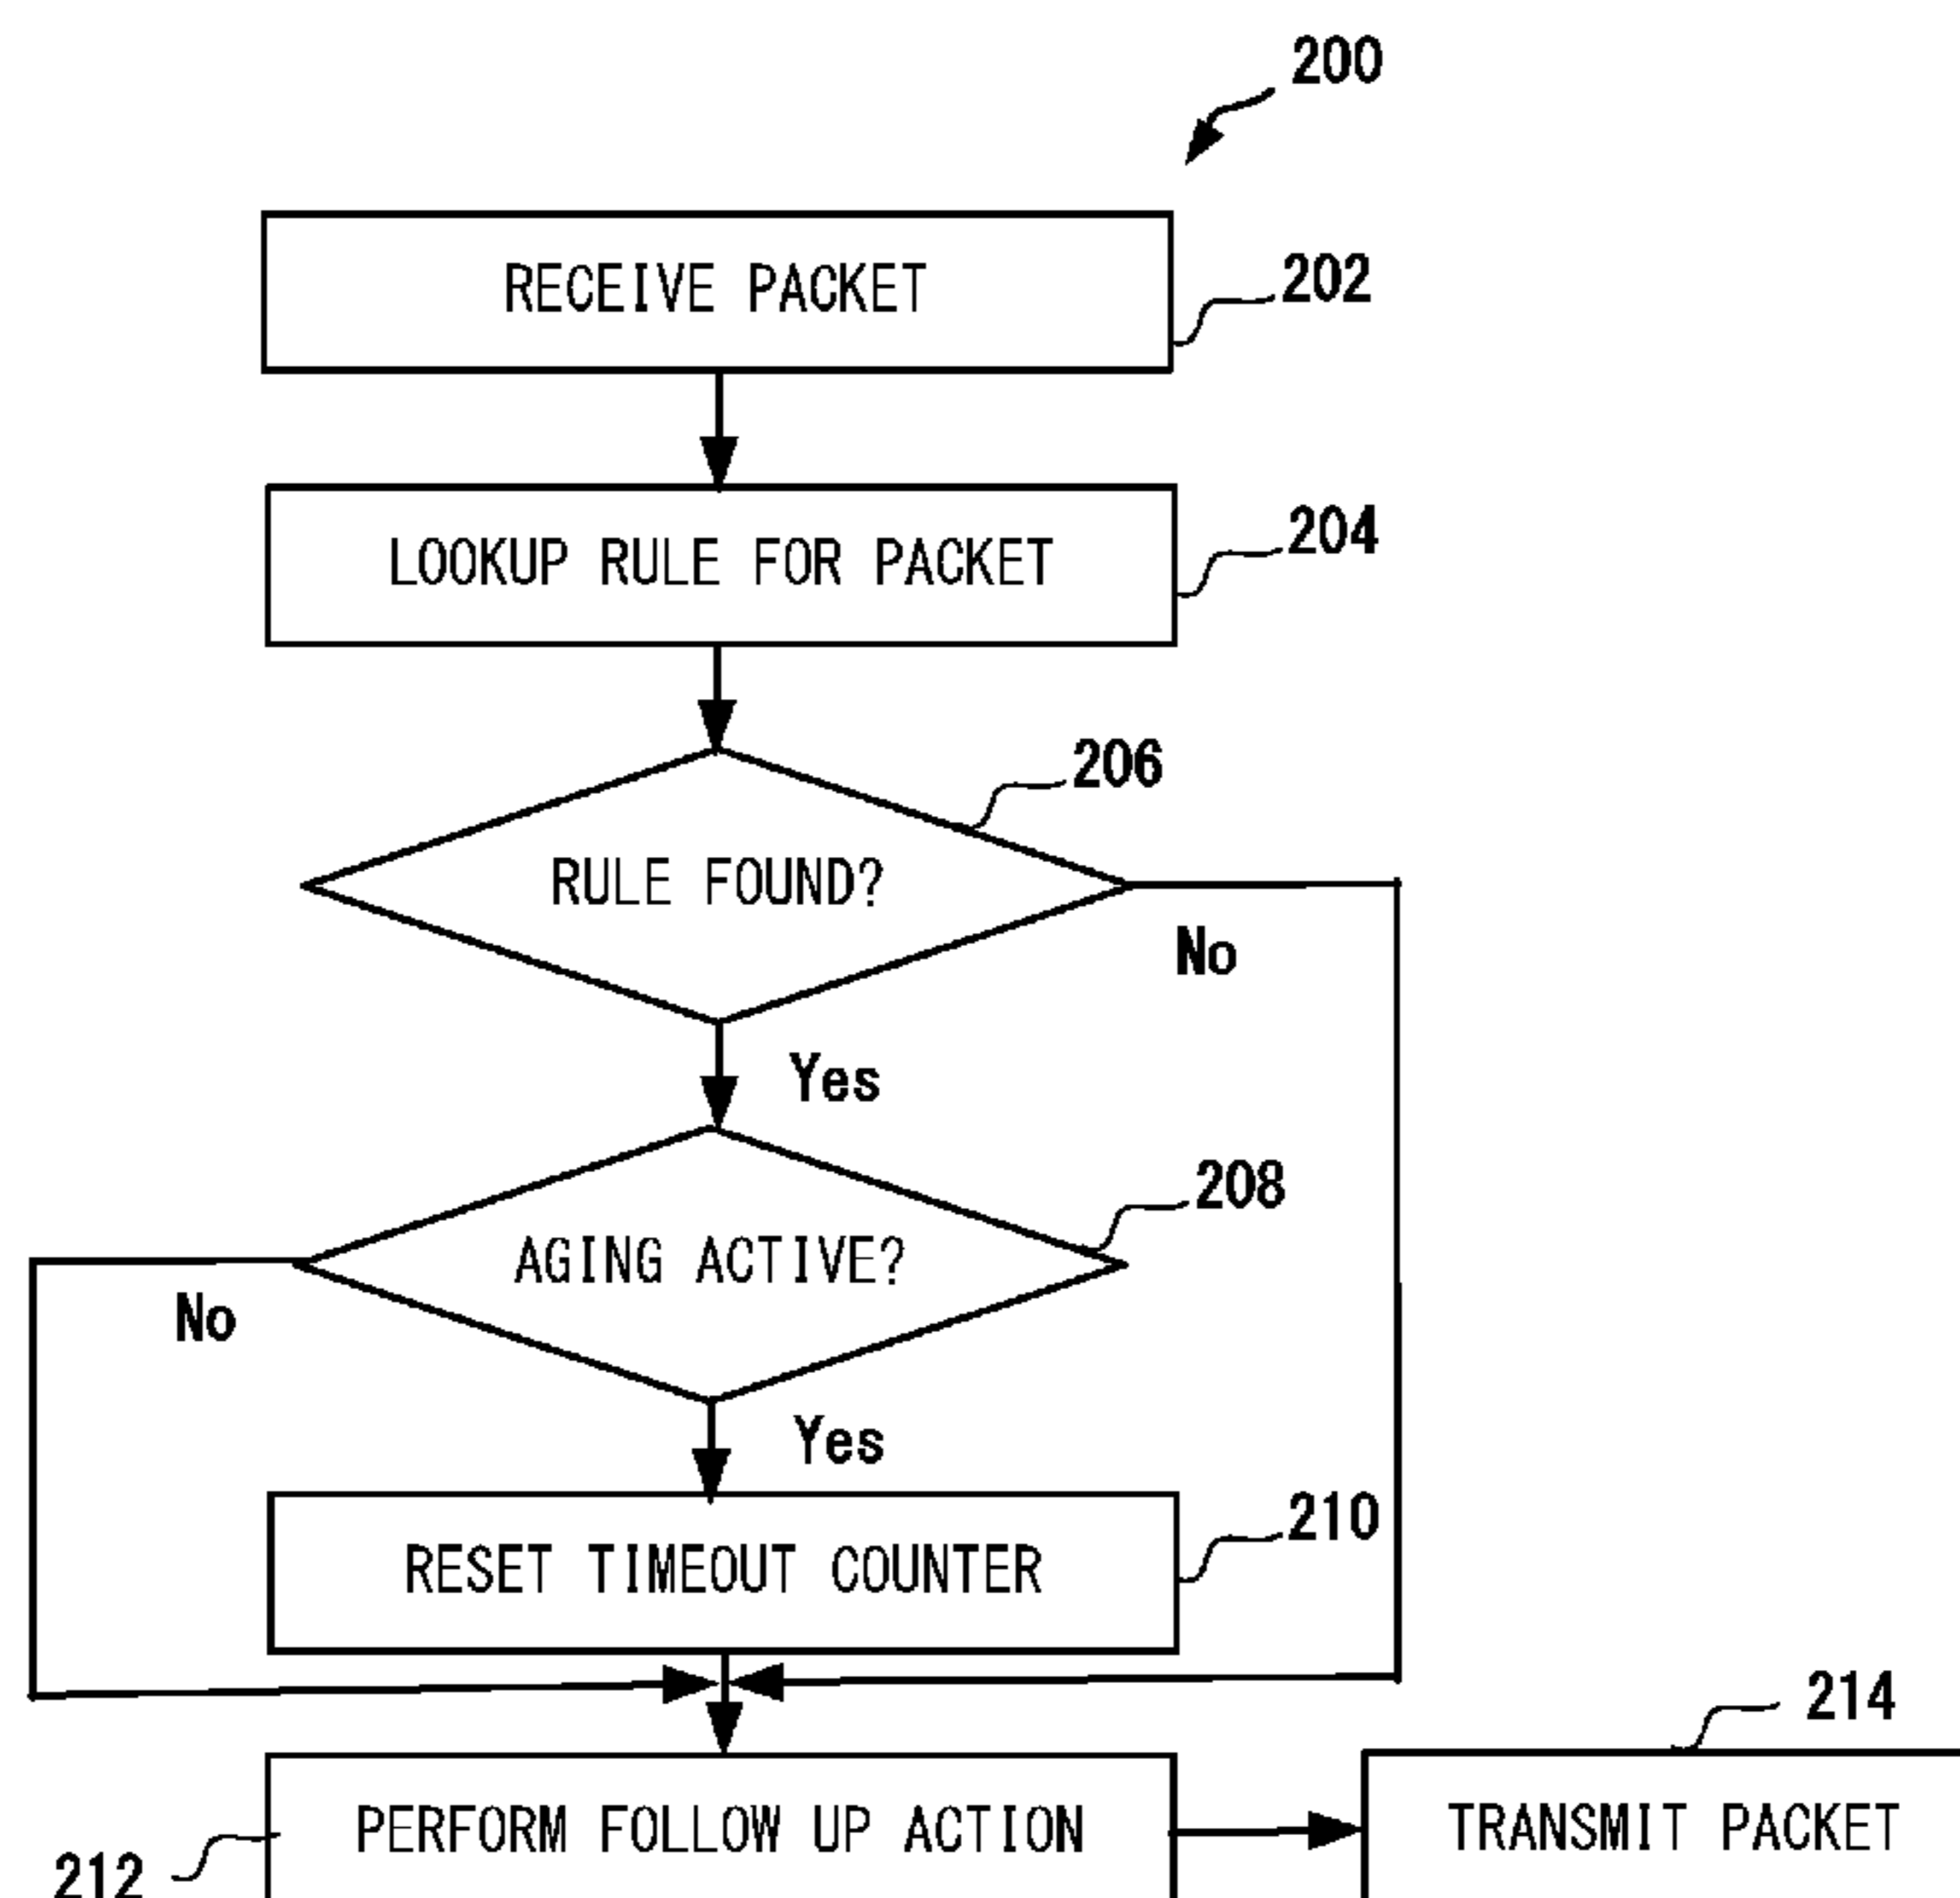 200
RECEIVE PACKET
202
LOOKUP RULE FOR PACKET
204
206
RULE FOUND?
No
Yes
208
AGING ACTIVE?
No
Yes
210
RESET TIMEOUT COUNTER
214
PERFORM FOLLOW UP ACTION
TRANSMIT PACKET
212